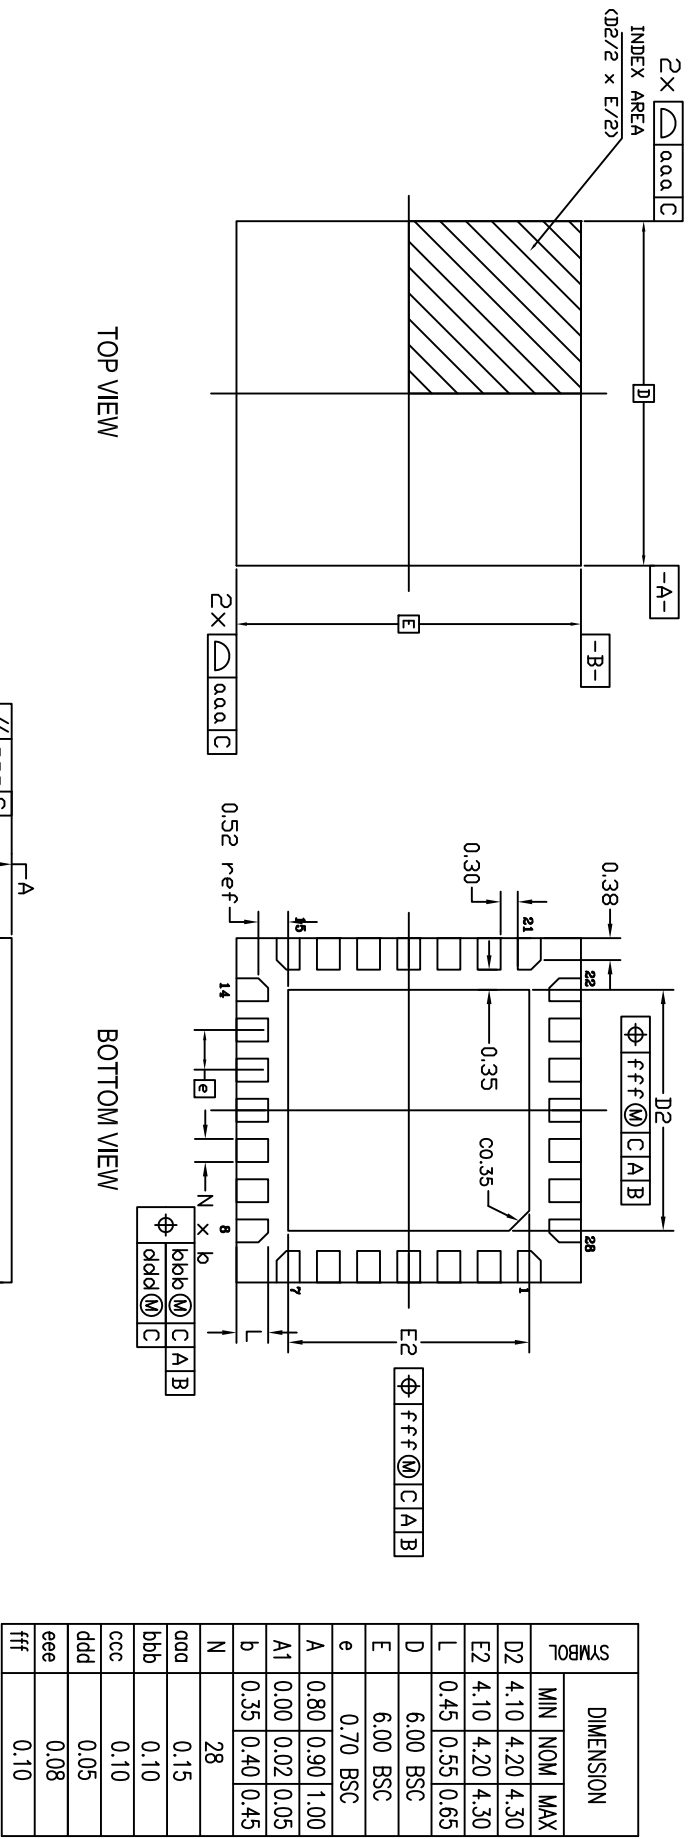 2x aaa C
INDEX AREA
(D2/2 x E/2)
D
-A-
-B-
E
2x aaa C
TOP VIEW
0.38
22
fff Ⓜ C A B
D2
28
21
0.30
15
0.35
C0.35
1
7
E2
fff Ⓜ C A B
0.52 ref
14
e
8
N x b
bbb Ⓜ C A B
ddd Ⓜ C
L
BOTTOM VIEW
A
SYMBOL DIMENSION
MIN NOM MAX
D2 4.10 4.20 4.30
E2 4.10 4.20 4.30
L 0.45 0.55 0.65
D 6.00 BSC
E 6.00 BSC
e 0.70 BSC
A 0.80 0.90 1.00
A1 0.00 0.02 0.05
b 0.35 0.40 0.45
N 28
aaa 0.15
bbb 0.10
ccc 0.10
ddd 0.05
eee 0.08
fff 0.10